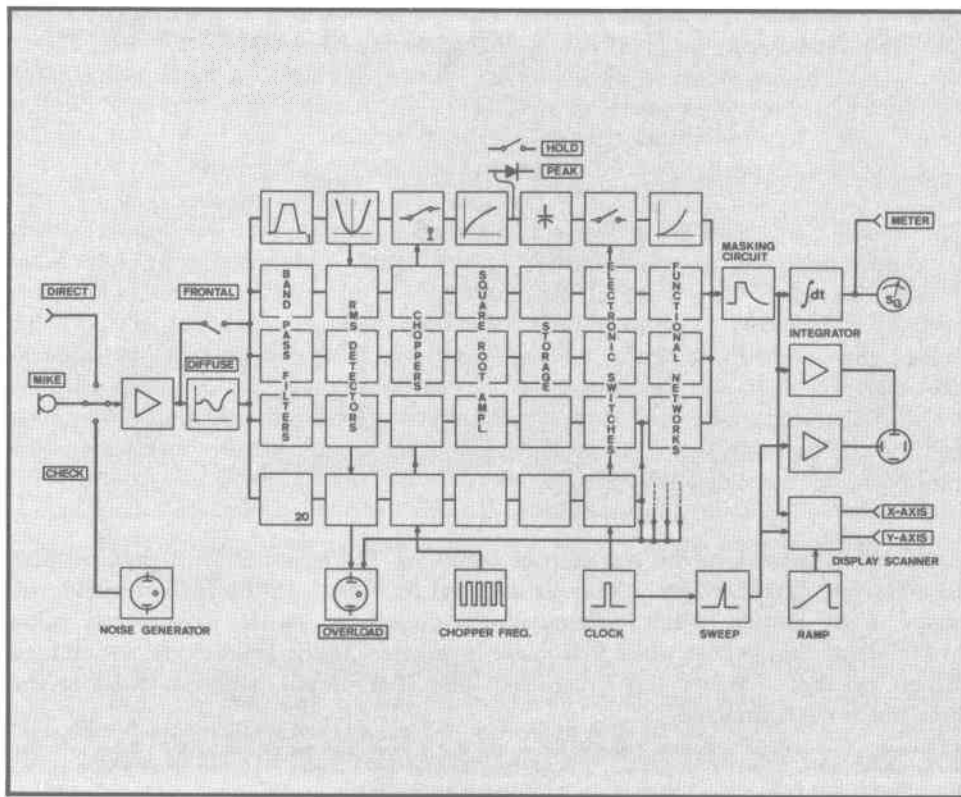 HOLD
PEAK
METER
MASKING
CIRCUIT
DIRECT
FRONTAL
1
∫dt
SG
INTEGRATOR
BAND PASS FILTERS
RMS DETECTORS
CHOPPERS
SQUARE ROOT AMPL.
STORAGE
ELECTRONIC SWITCHES
FUNCTIONAL NETWORKS
DIFFUSE
MIKE
CHECK
20
X-AXIS
Y-AXIS
DISPLAY SCANNER
NOISE GENERATOR
OVERLOAD
CHOPPER FREQ.
CLOCK
SWEEP
RAMP